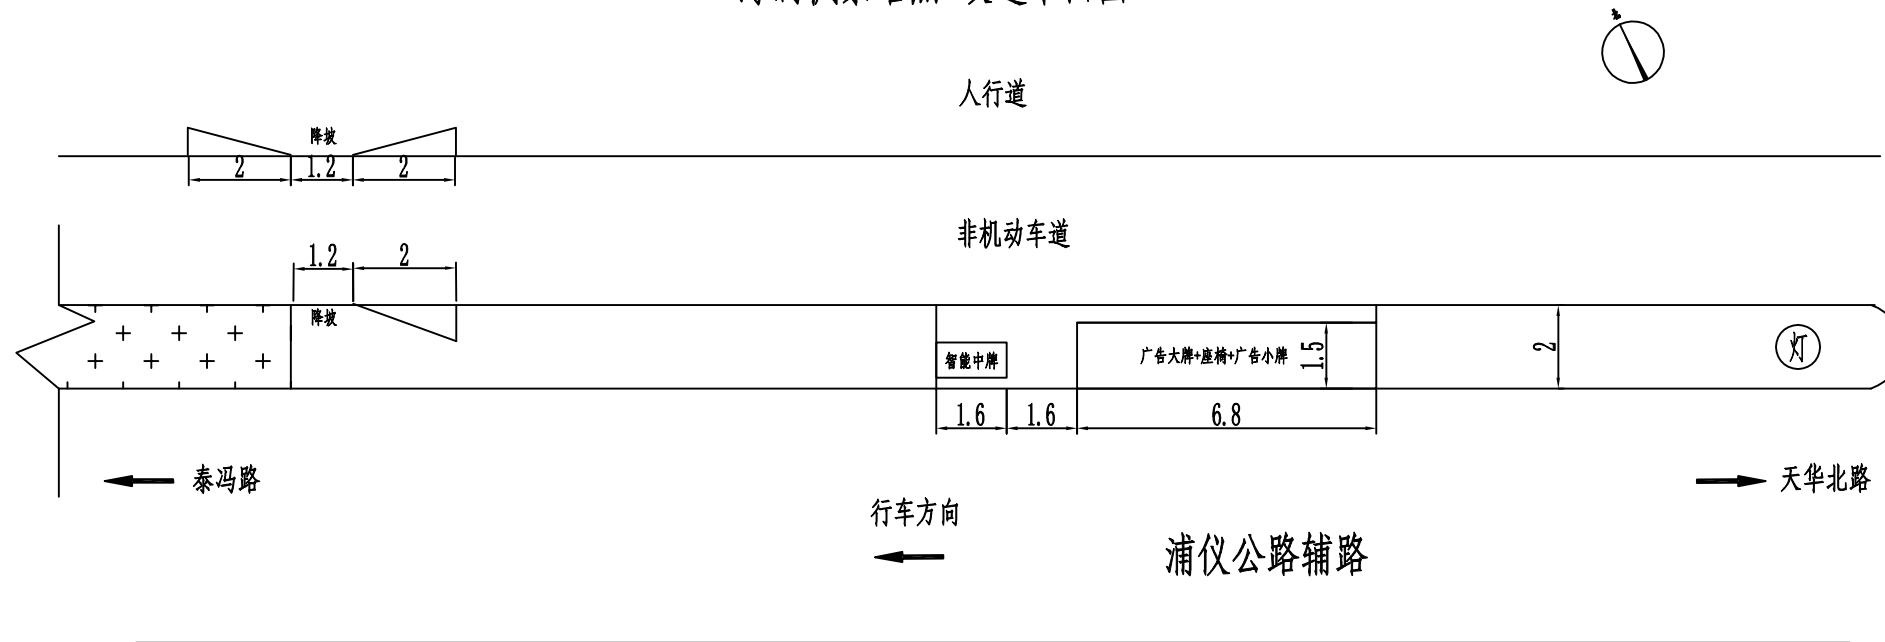 北
人行道
降坡
2
1.2
2
非机动车道
1.2
2
降坡
智能中牌
广告大牌+座椅+广告小牌
1.5
2
灯
1.6
1.6
6.8
泰冯路
天华北路
行车方向
浦仪公路辅路